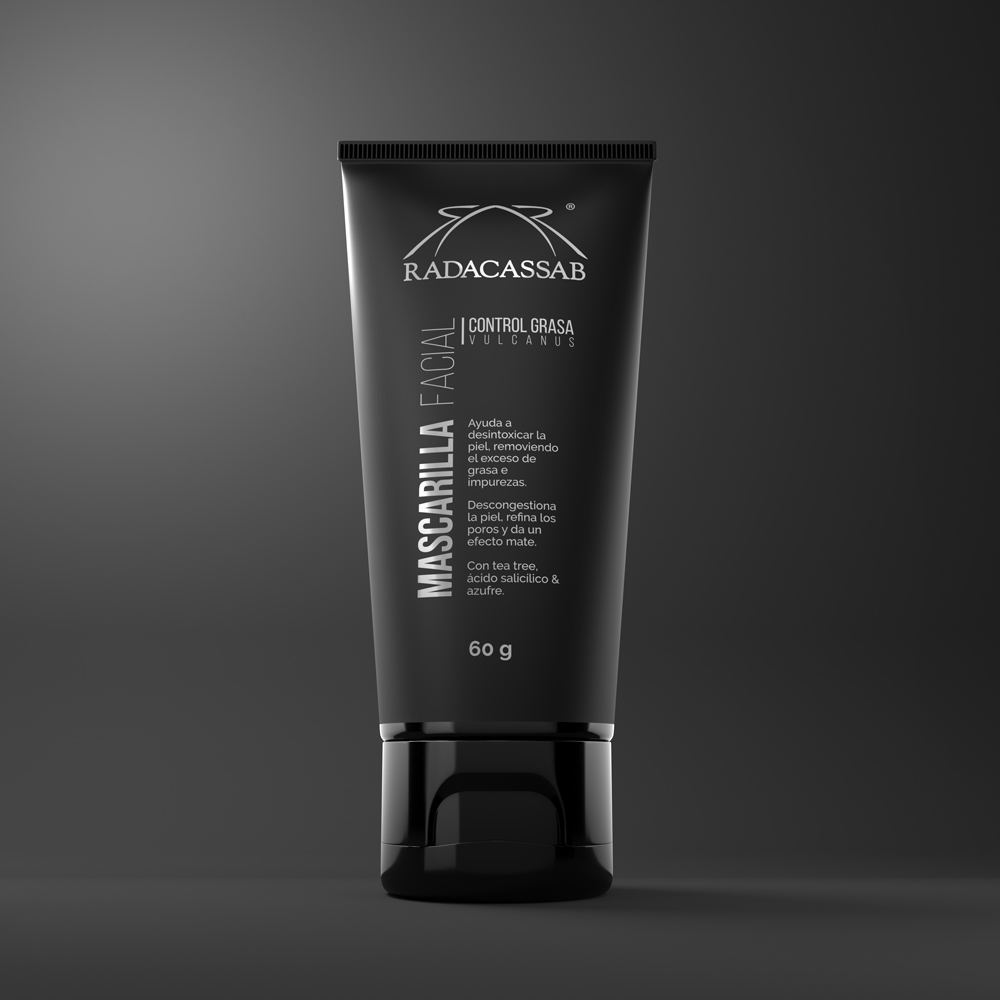 ®
RADACASSAB
MASCARILLA FACIAL
CONTROL GRASA
VULCANUS
Ayuda a
desintoxicar la
piel, removiendo
el exceso de
grasa e
impurezas.
Descongestiona
la piel, refina los
poros y da un
efecto mate.
Con tea tree,
ácido salicílico &
azufre.
60 g